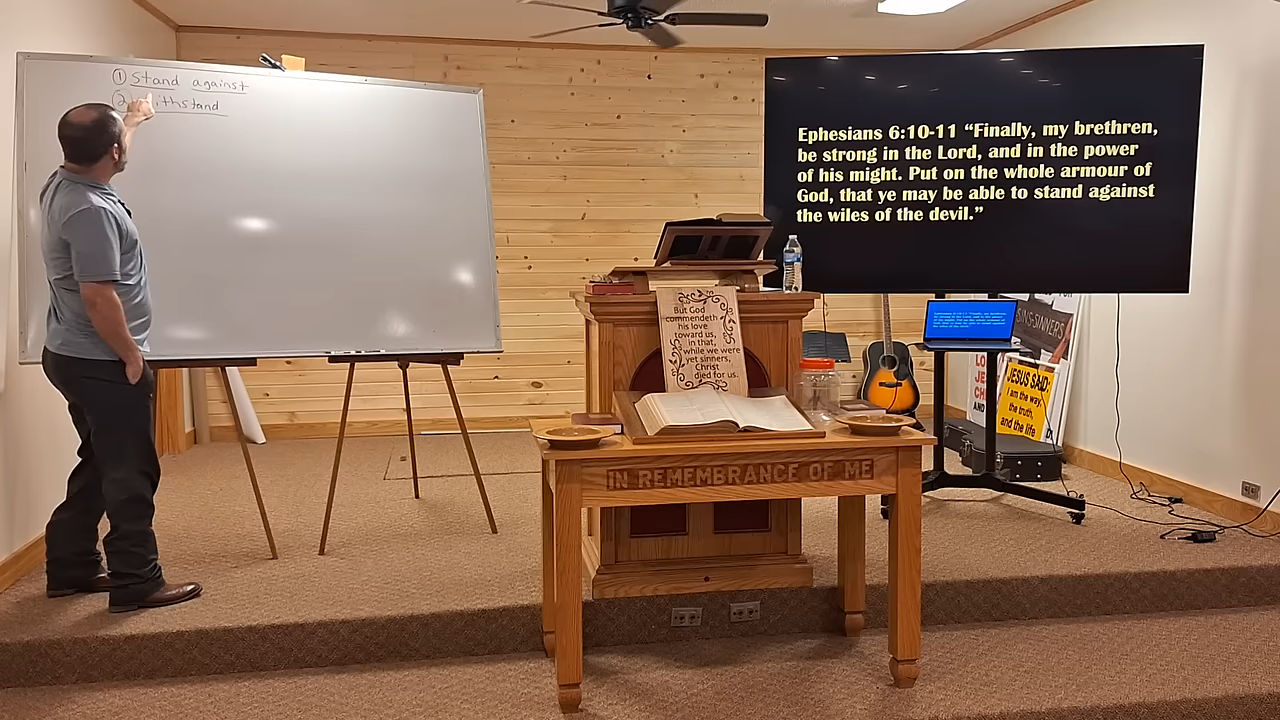 ① Stand against
② Withstand
Ephesians 6:10-11 “Finally, my brethren,
be strong in the Lord, and in the power
of his might. Put on the whole armour of
God, that ye may be able to stand against
the wiles of the devil.”
But God
commendeth
his love
toward us,
in that,
while we were
yet sinners,
Christ
died for us.
IN REMEMBRANCE OF ME
JESUS SAID:
I am the way,
the truth,
and the life